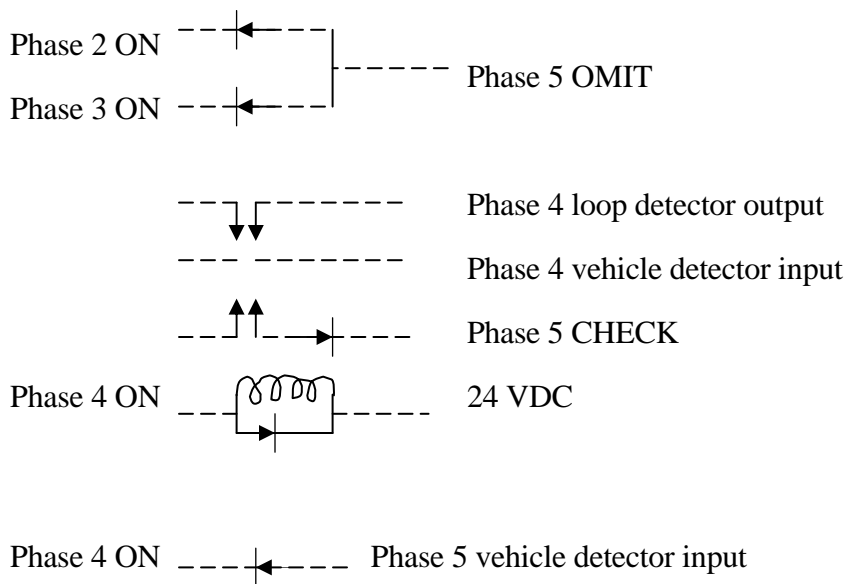 Phase 2 ON
Phase 5 OMIT
Phase 3 ON
Phase 4 loop detector output
Phase 4 vehicle detector input
Phase 5 CHECK
Phase 4 ON
24 VDC
Phase 4 ON
Phase 5 vehicle detector input